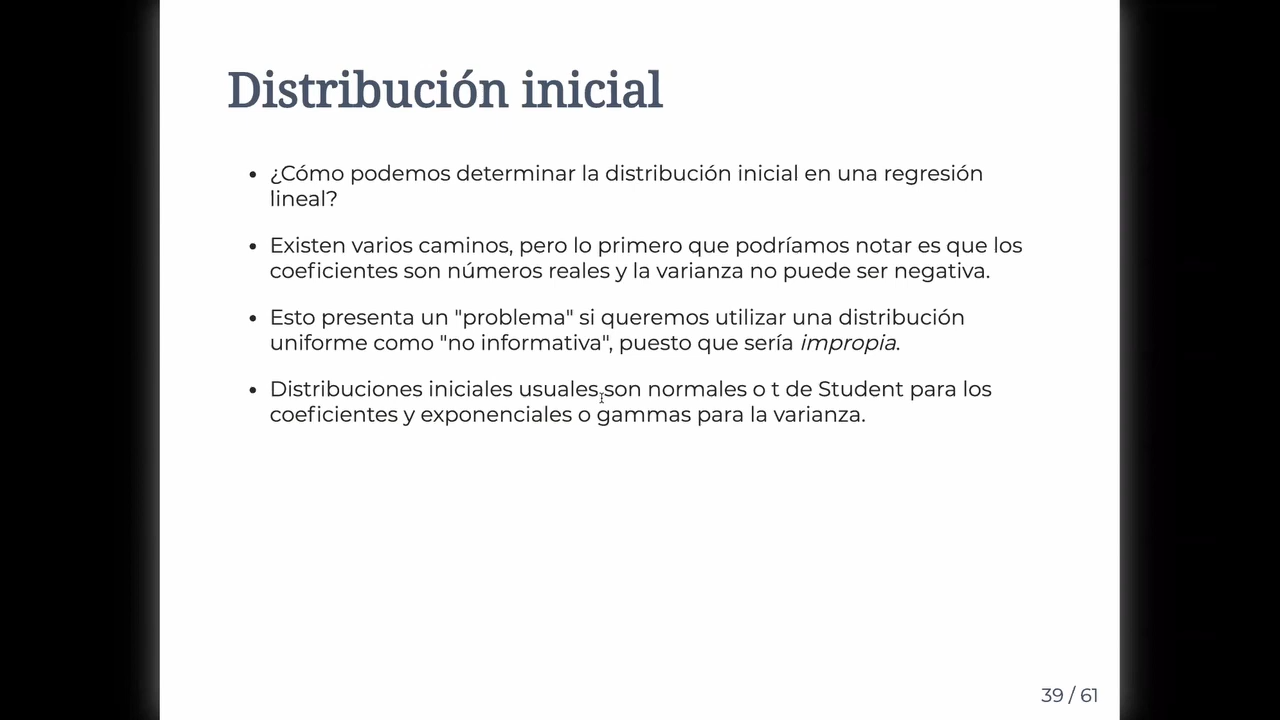 Distribución inicial
• ¿Cómo podemos determinar la distribución inicial en una regresión
lineal?
• Existen varios caminos, pero lo primero que podríamos notar es que los
coeficientes son números reales y la varianza no puede ser negativa.
• Esto presenta un "problema" si queremos utilizar una distribución
uniforme como "no informativa", puesto que sería impropia.
• Distribuciones iniciales usuales son normales o t de Student para los
coeficientes y exponenciales o gammas para la varianza.
39 / 61